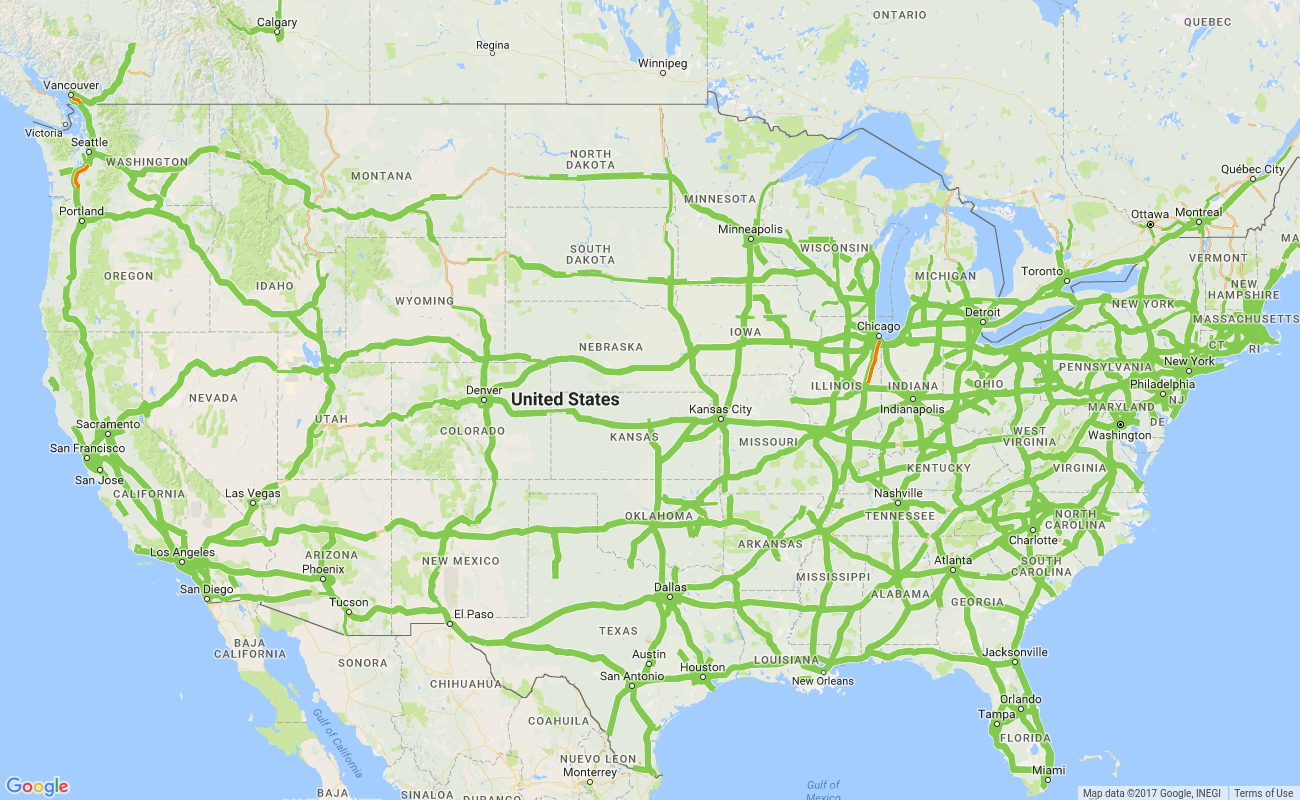 Calgary
ONTARIO
QUEBEC
Regina
Winnipeg
Vancouver
Victoria
Seattle
WASHINGTON
NORTH
DAKOTA
MONTANA
Québec City
MINNESOTA
Portland
Ottawa
Montreal
Minneapolis
MA
WISCONSIN
SOUTH
DAKOTA
VERMONT
OREGON
IDAHO
MICHIGAN
Toronto
NEW
HAMPSHIRE
WYOMING
NEW YORK
Detroit
MASSACHUSETTS
Chicago
IOWA
NEBRASKA
CT
RI
New York
PENNSYLVANIA
ILLINOIS
INDIANA
OHIO
Philadelphia
Denver
United States
NEVADA
NJ
UTAH
Indianapolis
MARYLAND
Kansas City
DE
Sacramento
COLORADO
KANSAS
MISSOURI
WEST
VIRGINIA
Washington
San Francisco
San Jose
KENTUCKY
VIRGINIA
CALIFORNIA
Las Vegas
Nashville
OKLAHOMA
TENNESSEE
NORTH
CAROLINA
Charlotte
ARKANSAS
Los Angeles
ARIZONA
NEW MEXICO
Atlanta
SOUTH
CAROLINA
Phoenix
MISSISSIPPI
San Diego
Dallas
ALABAMA
GEORGIA
Tucson
El Paso
TEXAS
BAJA
CALIFORNIA
SONORA
Austin
LOUISIANA
Jacksonville
Houston
San Antonio
New Orleans
CHIHUAHUA
Orlando
Tampa
COAHUILA
Gulf of
California
FLORIDA
NUEVO LEON
Monterrey
Miami
Google
BAJA
SINALOA
DURANGO
Gulf of
Mexico
Map data ©2017 Google, INEGI
Terms of Use